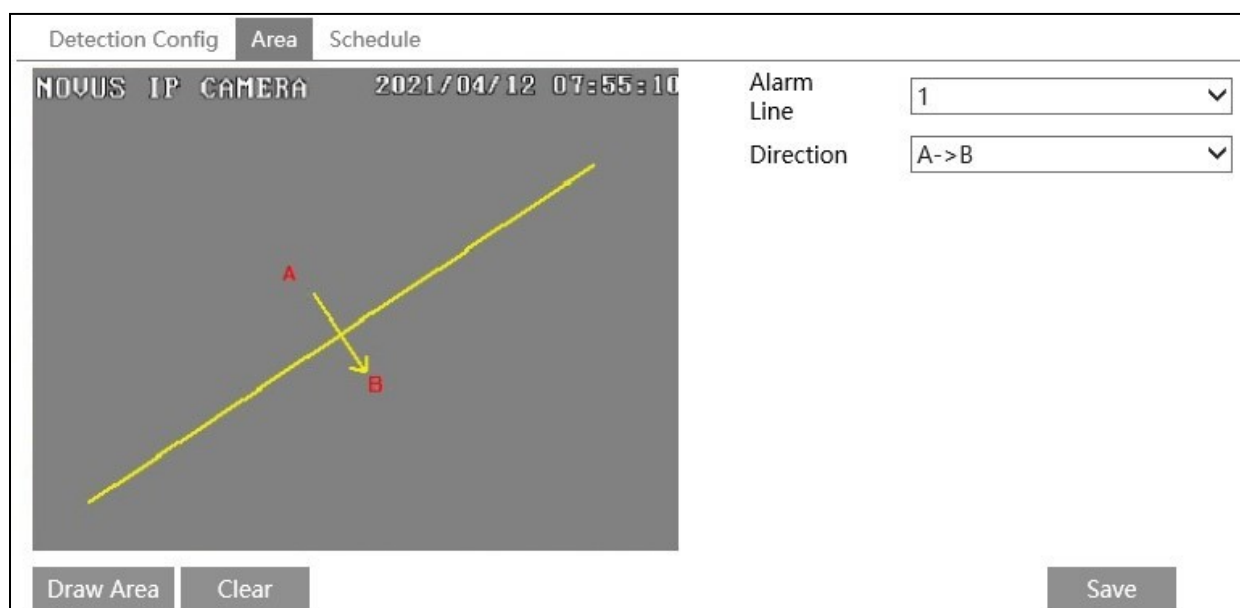 Detection Config Area Schedule
NOVUS IP CAMERA 2021/04/12 07:55:10
Alarm Line 1
Direction A->B
A
B
Draw Area Clear Save